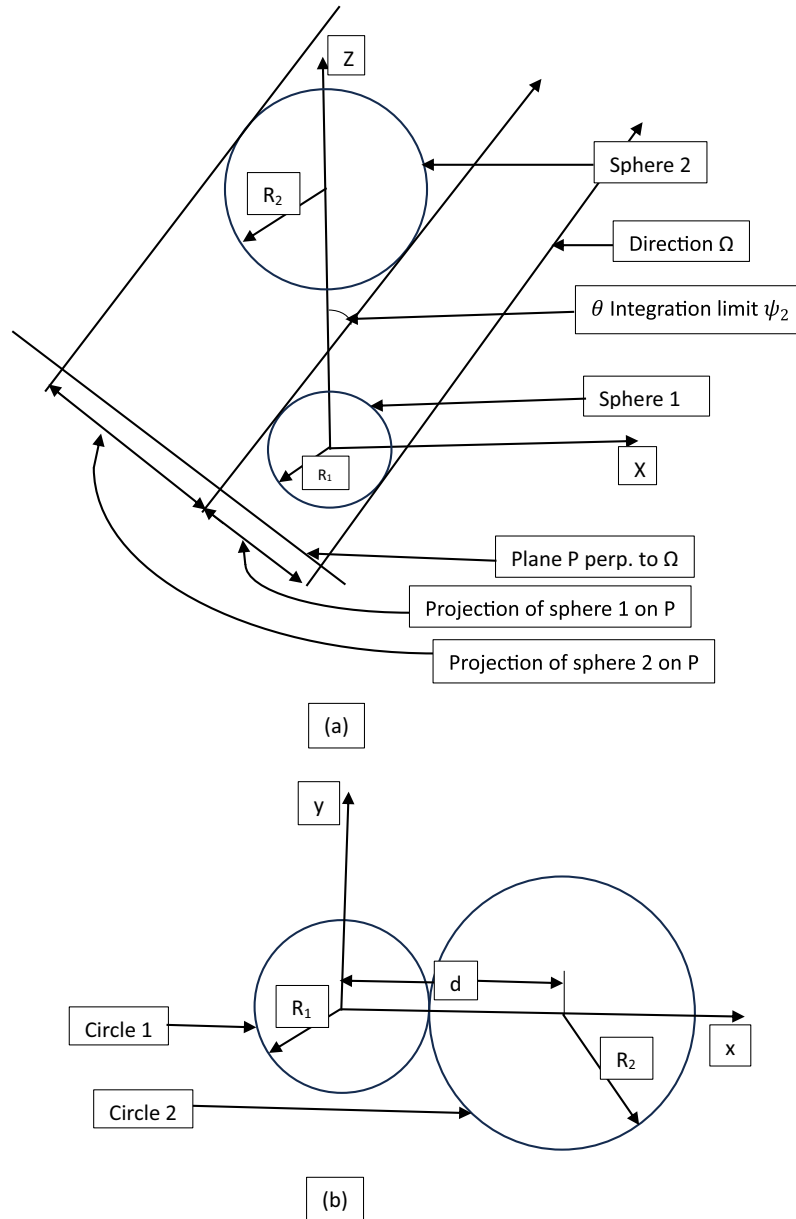 Z
Sphere 2
R₂
Direction Ω
θ Integration limit ψ₂
Sphere 1
R₁
X
Plane P perp. to Ω
Projection of sphere 1 on P
Projection of sphere 2 on P
(a)
y
d
R₁
Circle 1
x
R₂
Circle 2
(b)